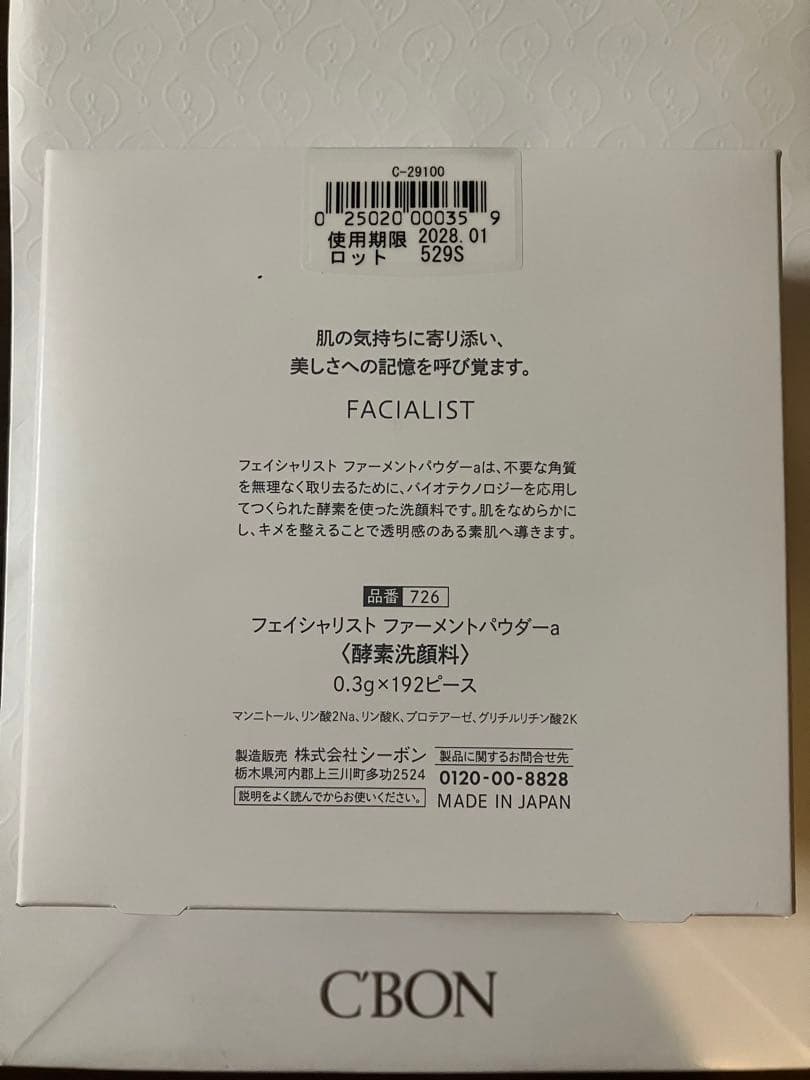 C-29100
0 25020 00035 9
使用期限 2028.01
ロット 529S
肌の気持ちに寄り添い、
美しさへの記憶を呼び覚ます。
FACIALIST
フェイシャリスト ファーメントパウダーaは、不要な角質
を無理なく取り去るために、バイオテクノロジーを応用し
てつくられた酵素を使った洗顔料です。肌をなめらかに
し、キメを整えることで透明感のある素肌へ導きます。
品番 726
フェイシャリスト ファーメントパウダーa
〈酵素洗顔料〉
0.3g×192ピース
マンニトール、リン酸2Na、リン酸K、プロテアーゼ、グリチルリチン酸2K
製造販売 株式会社シーボン
栃木県河内郡上三川町多功2524
説明をよく読んでからお使いください。
製品に関するお問合せ先
0120-00-8828
MADE IN JAPAN
C'BON